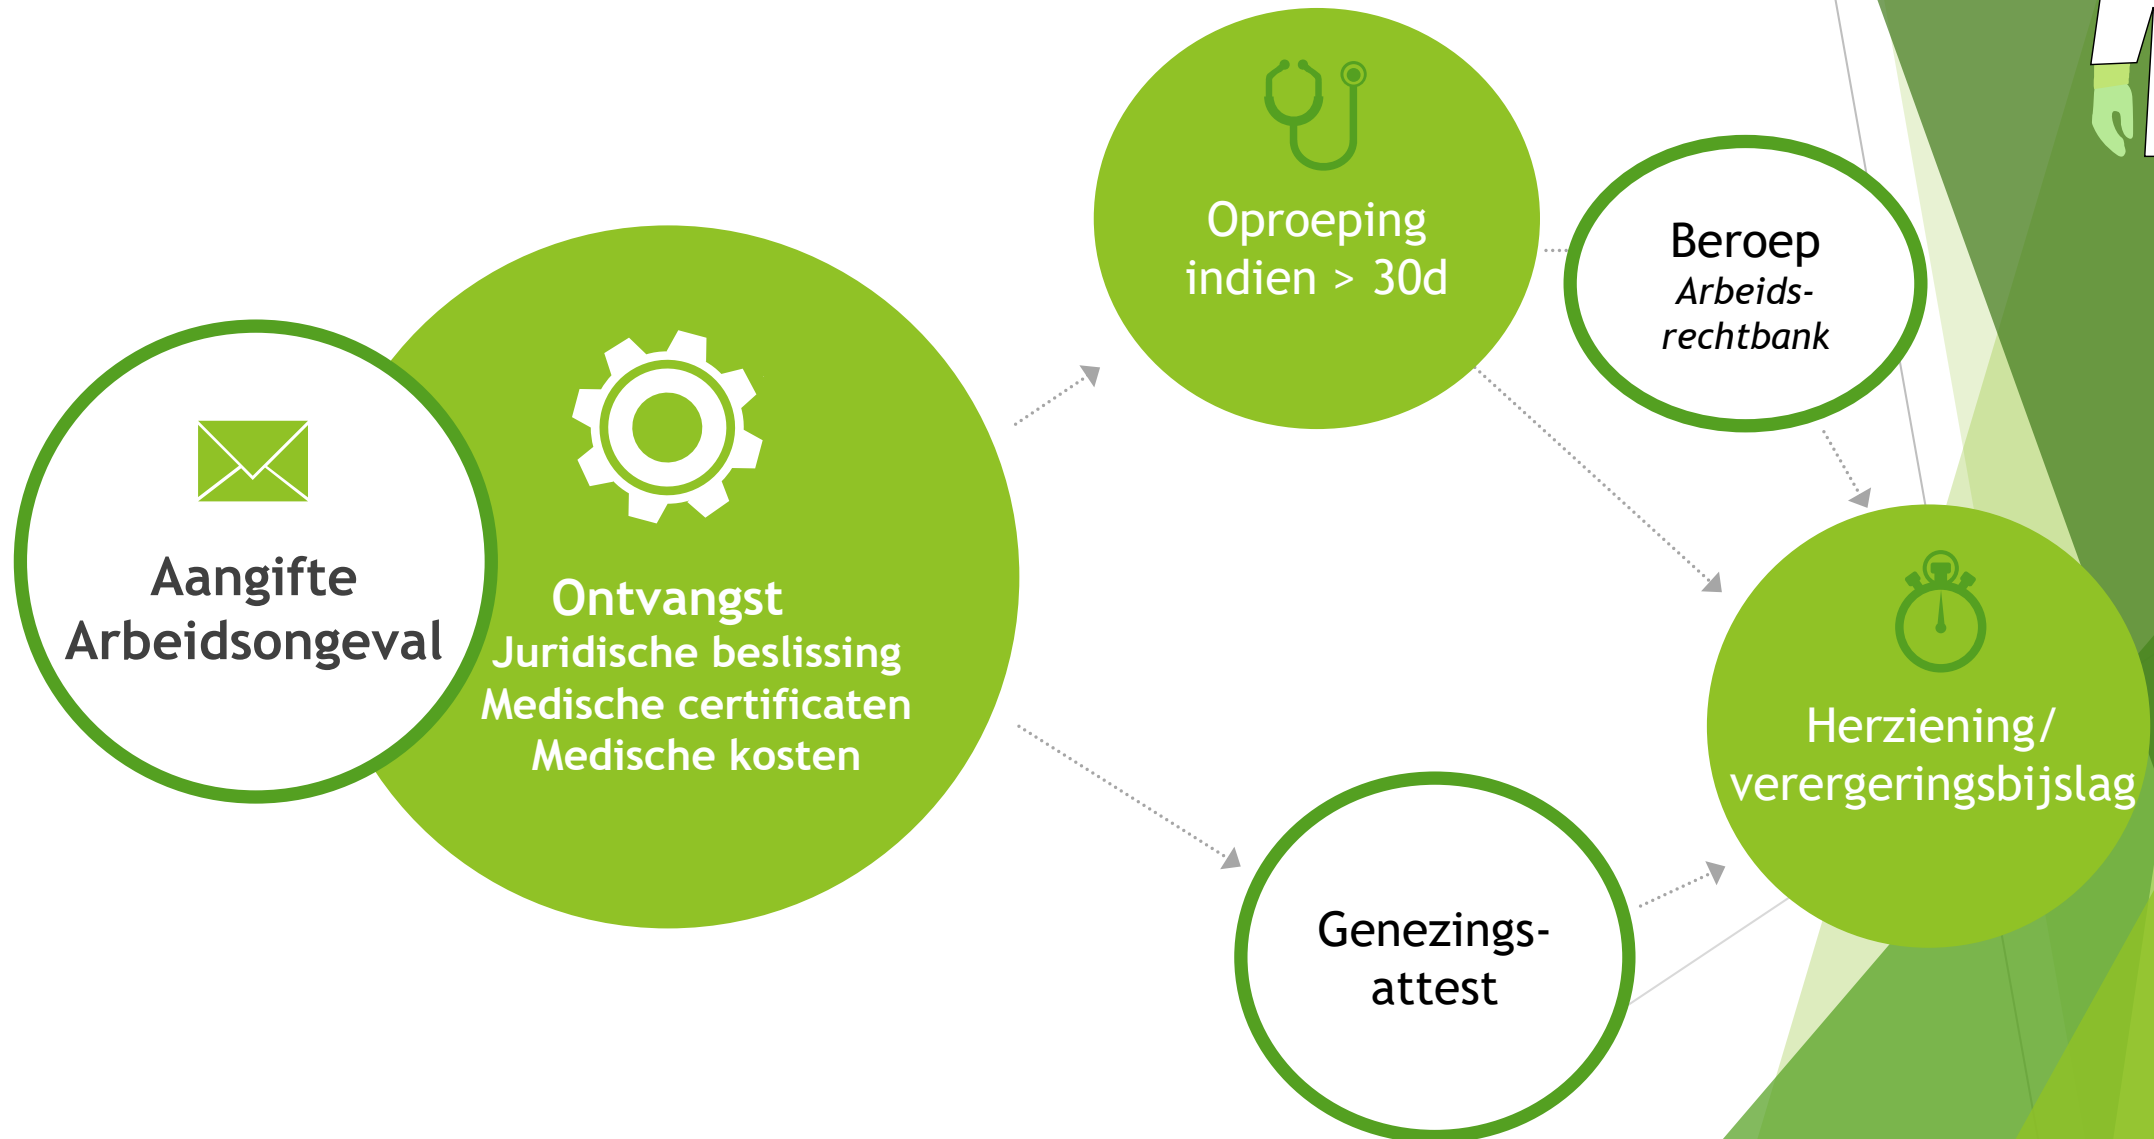 Aangifte
Arbeidsongeval
Ontvangst
Juridische beslissing
Medische certificaten
Medische kosten
Oproeping
indien > 30d
Beroep
Arbeids-
rechtbank
Genezings-
attest
Herziening/
verergeringsbijslag